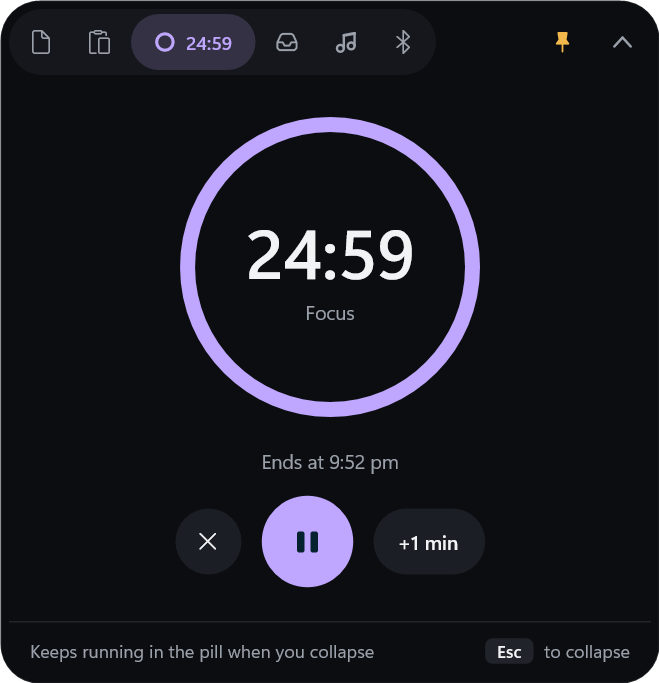 24:59
24:59
Focus
Ends at 9:52 pm
+1 min
Keeps running in the pill when you collapse
Esc to collapse